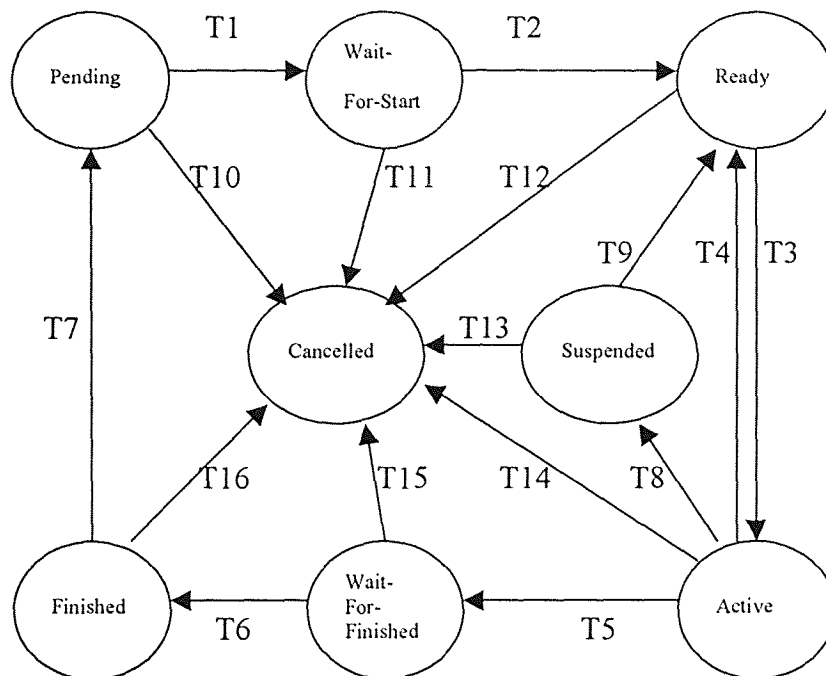 T1
T2
Pending
Wait-
For-Start
Ready
T10
T11
T12
T9
T4
T3
T7
Cancelled
T13
Suspended
T16
T15
T14
T8
Finished
Wait-
For-
Finished
Active
T6
T5